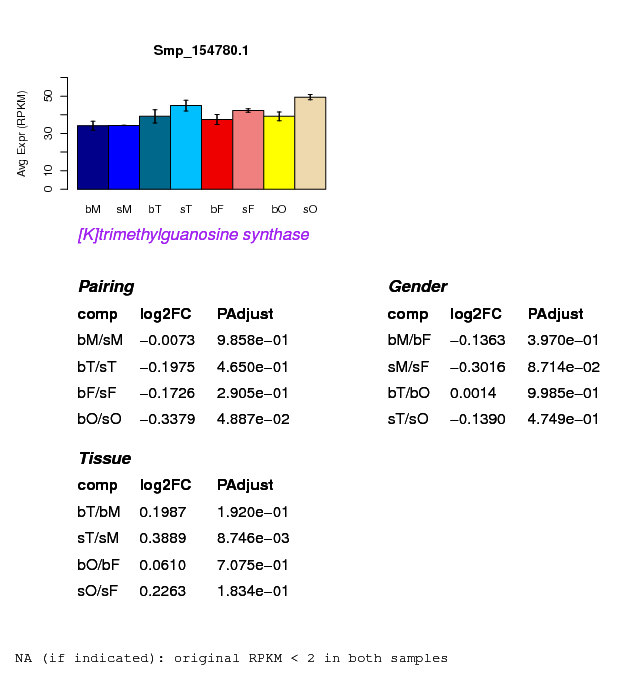 Smp_154780.1
Avg Expr (RPKM)
0 10 30 50
bM sM bT sT bF sF bO sO
[K]trimethylguanosine synthase
Pairing
comp log2FC PAdjust
bM/sM −0.0073 9.858e−01
bT/sT −0.1975 4.650e−01
bF/sF −0.1726 2.905e−01
bO/sO −0.3379 4.887e−02
Gender
comp log2FC PAdjust
bM/bF −0.1363 3.970e−01
sM/sF −0.3016 8.714e−02
bT/bO 0.0014 9.985e−01
sT/sO −0.1390 4.749e−01
Tissue
comp log2FC PAdjust
bT/bM 0.1987 1.920e−01
sT/sM 0.3889 8.746e−03
bO/bF 0.0610 7.075e−01
sO/sF 0.2263 1.834e−01
NA (if indicated): original RPKM < 2 in both samples